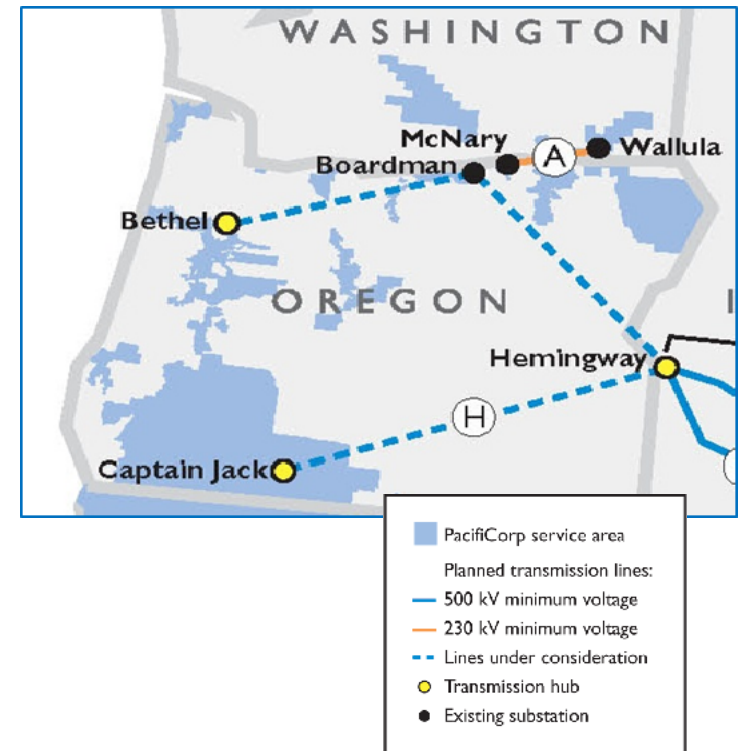 WASHINGTON
McNary
A
Wallula
Boardman
Bethel
OREGON
I
Hemingway
H
Captain Jack
PacifiCorp service area
Planned transmission lines:
500 kV minimum voltage
230 kV minimum voltage
Lines under consideration
Transmission hub
Existing substation